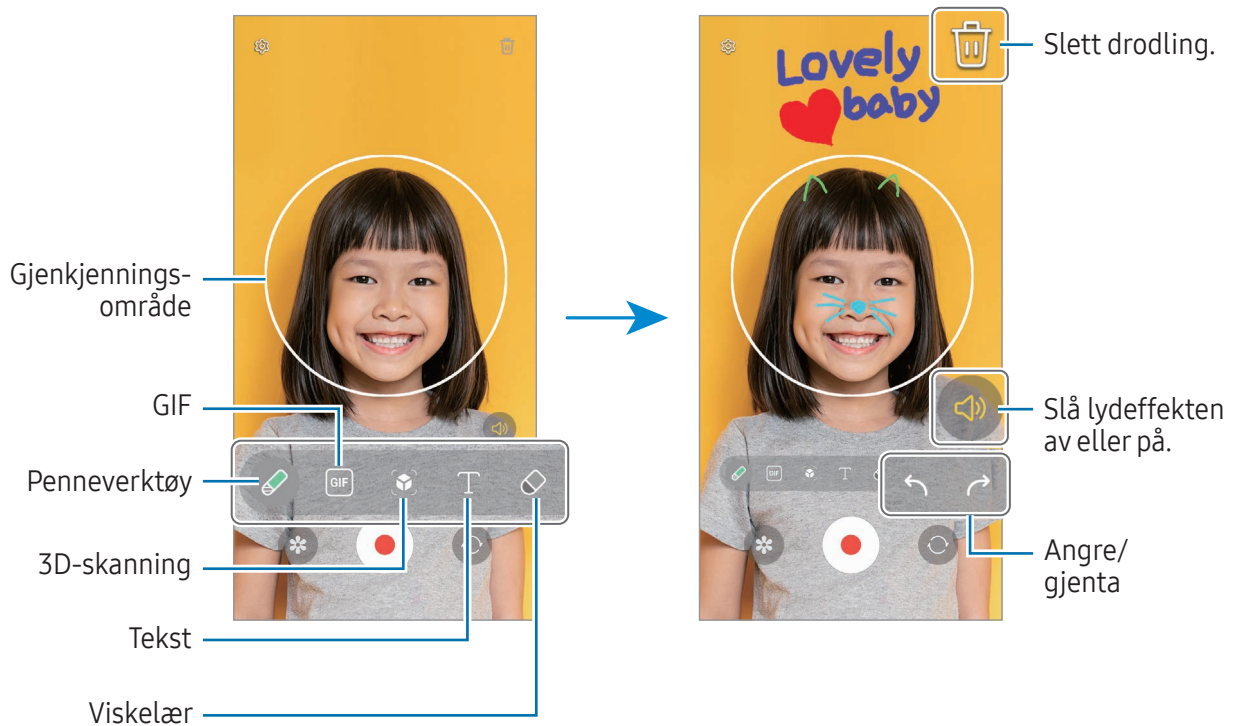 Slett drodling.
Lovely
baby
Gjenkjennings-
område
GIF
Penneverktøy
GIF
T
3D-skanning
Tekst
Viskelær
GIF
T
Slå lydeffekten
av eller på.
Angre/
gjenta